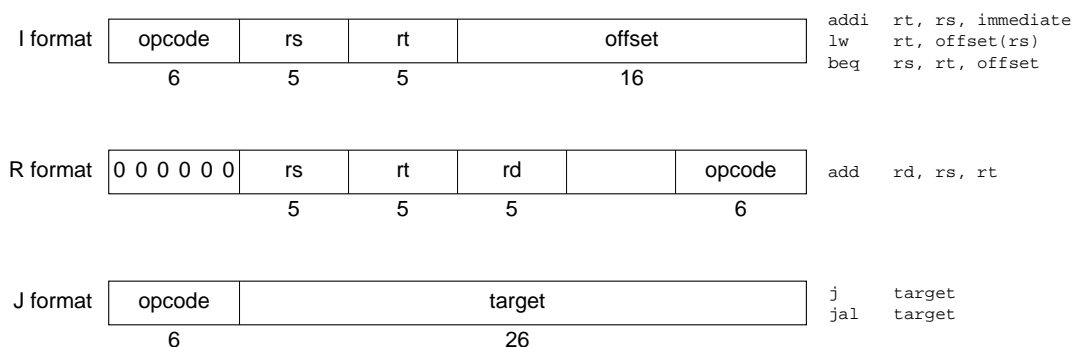 I format opcode rs rt offset addi rt, rs, immediate
lw rt, offset(rs)
6 5 5 16 beq rs, rt, offset
R format 0 0 0 0 0 0 rs rt rd opcode add rd, rs, rt
5 5 5 6
J format opcode target j target
jal target
6 26